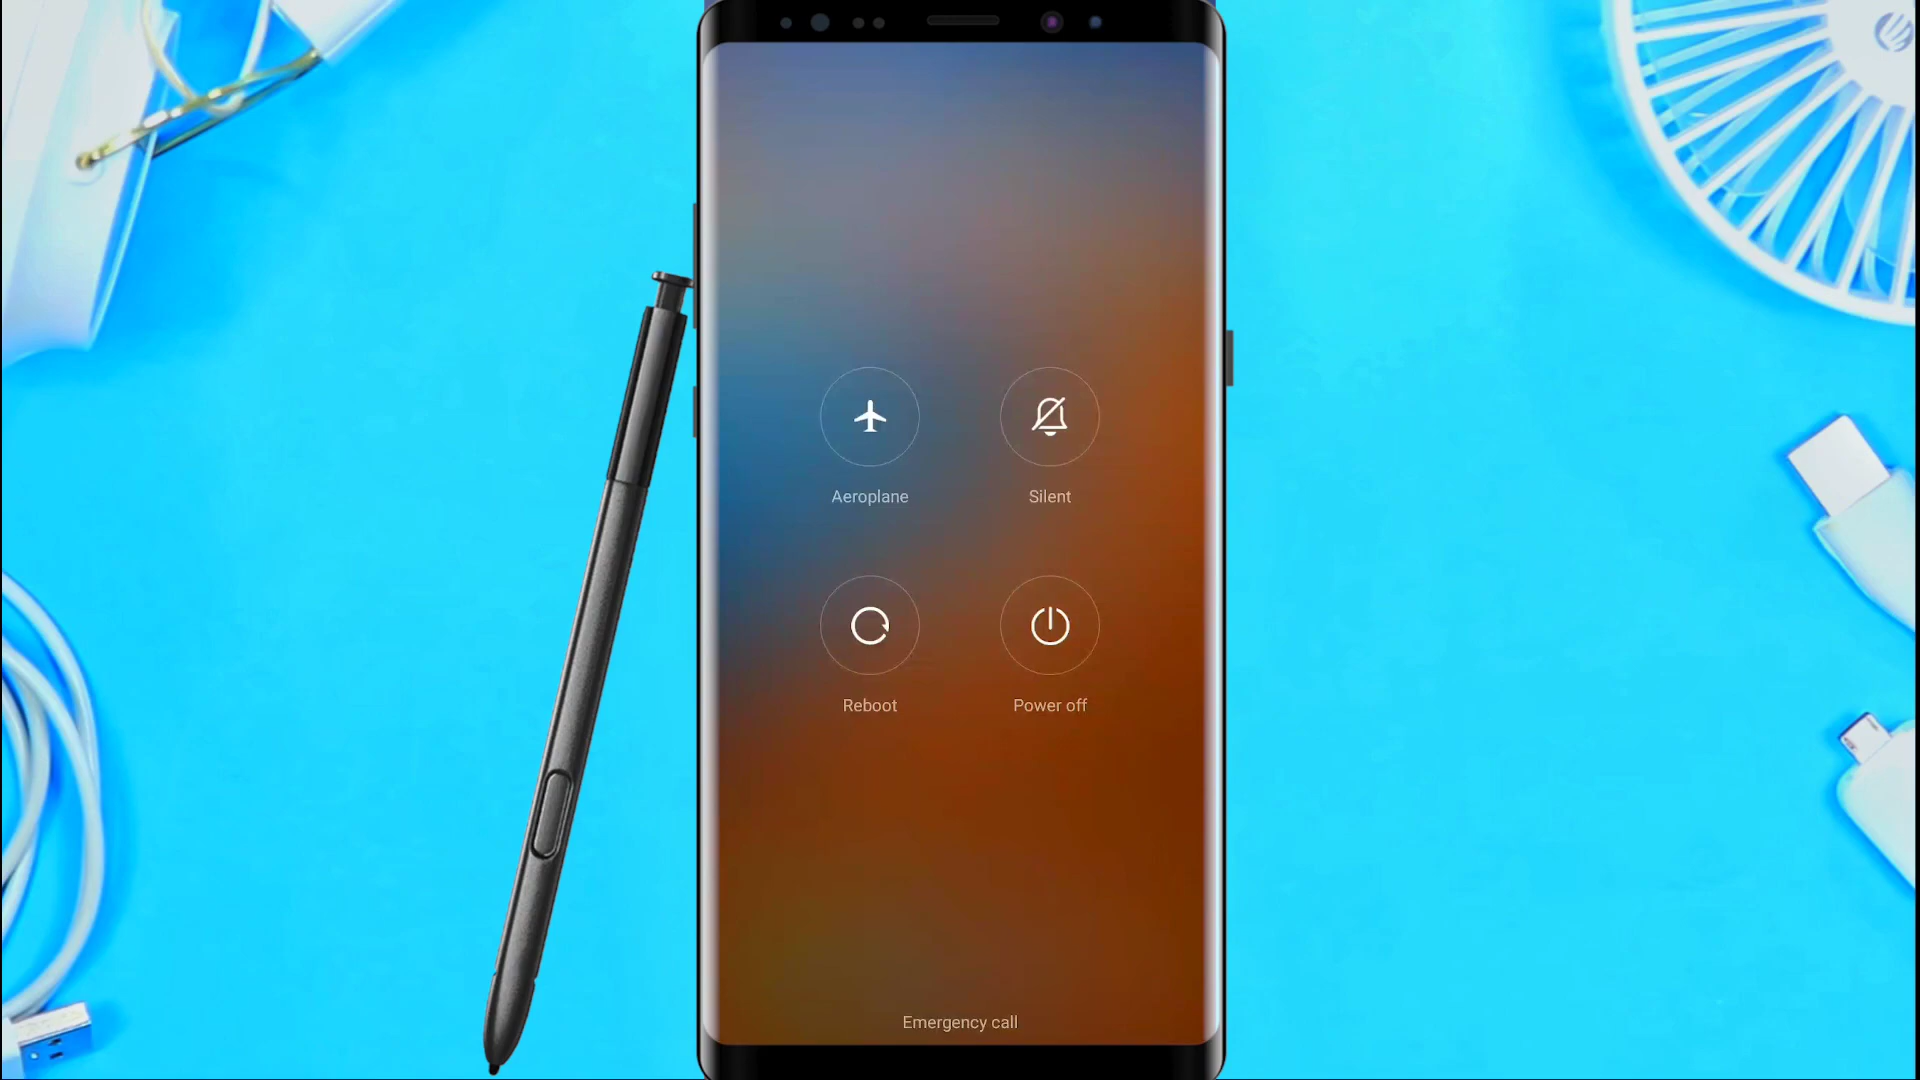 Aeroplane
Silent
Reboot
Power off
Emergency call